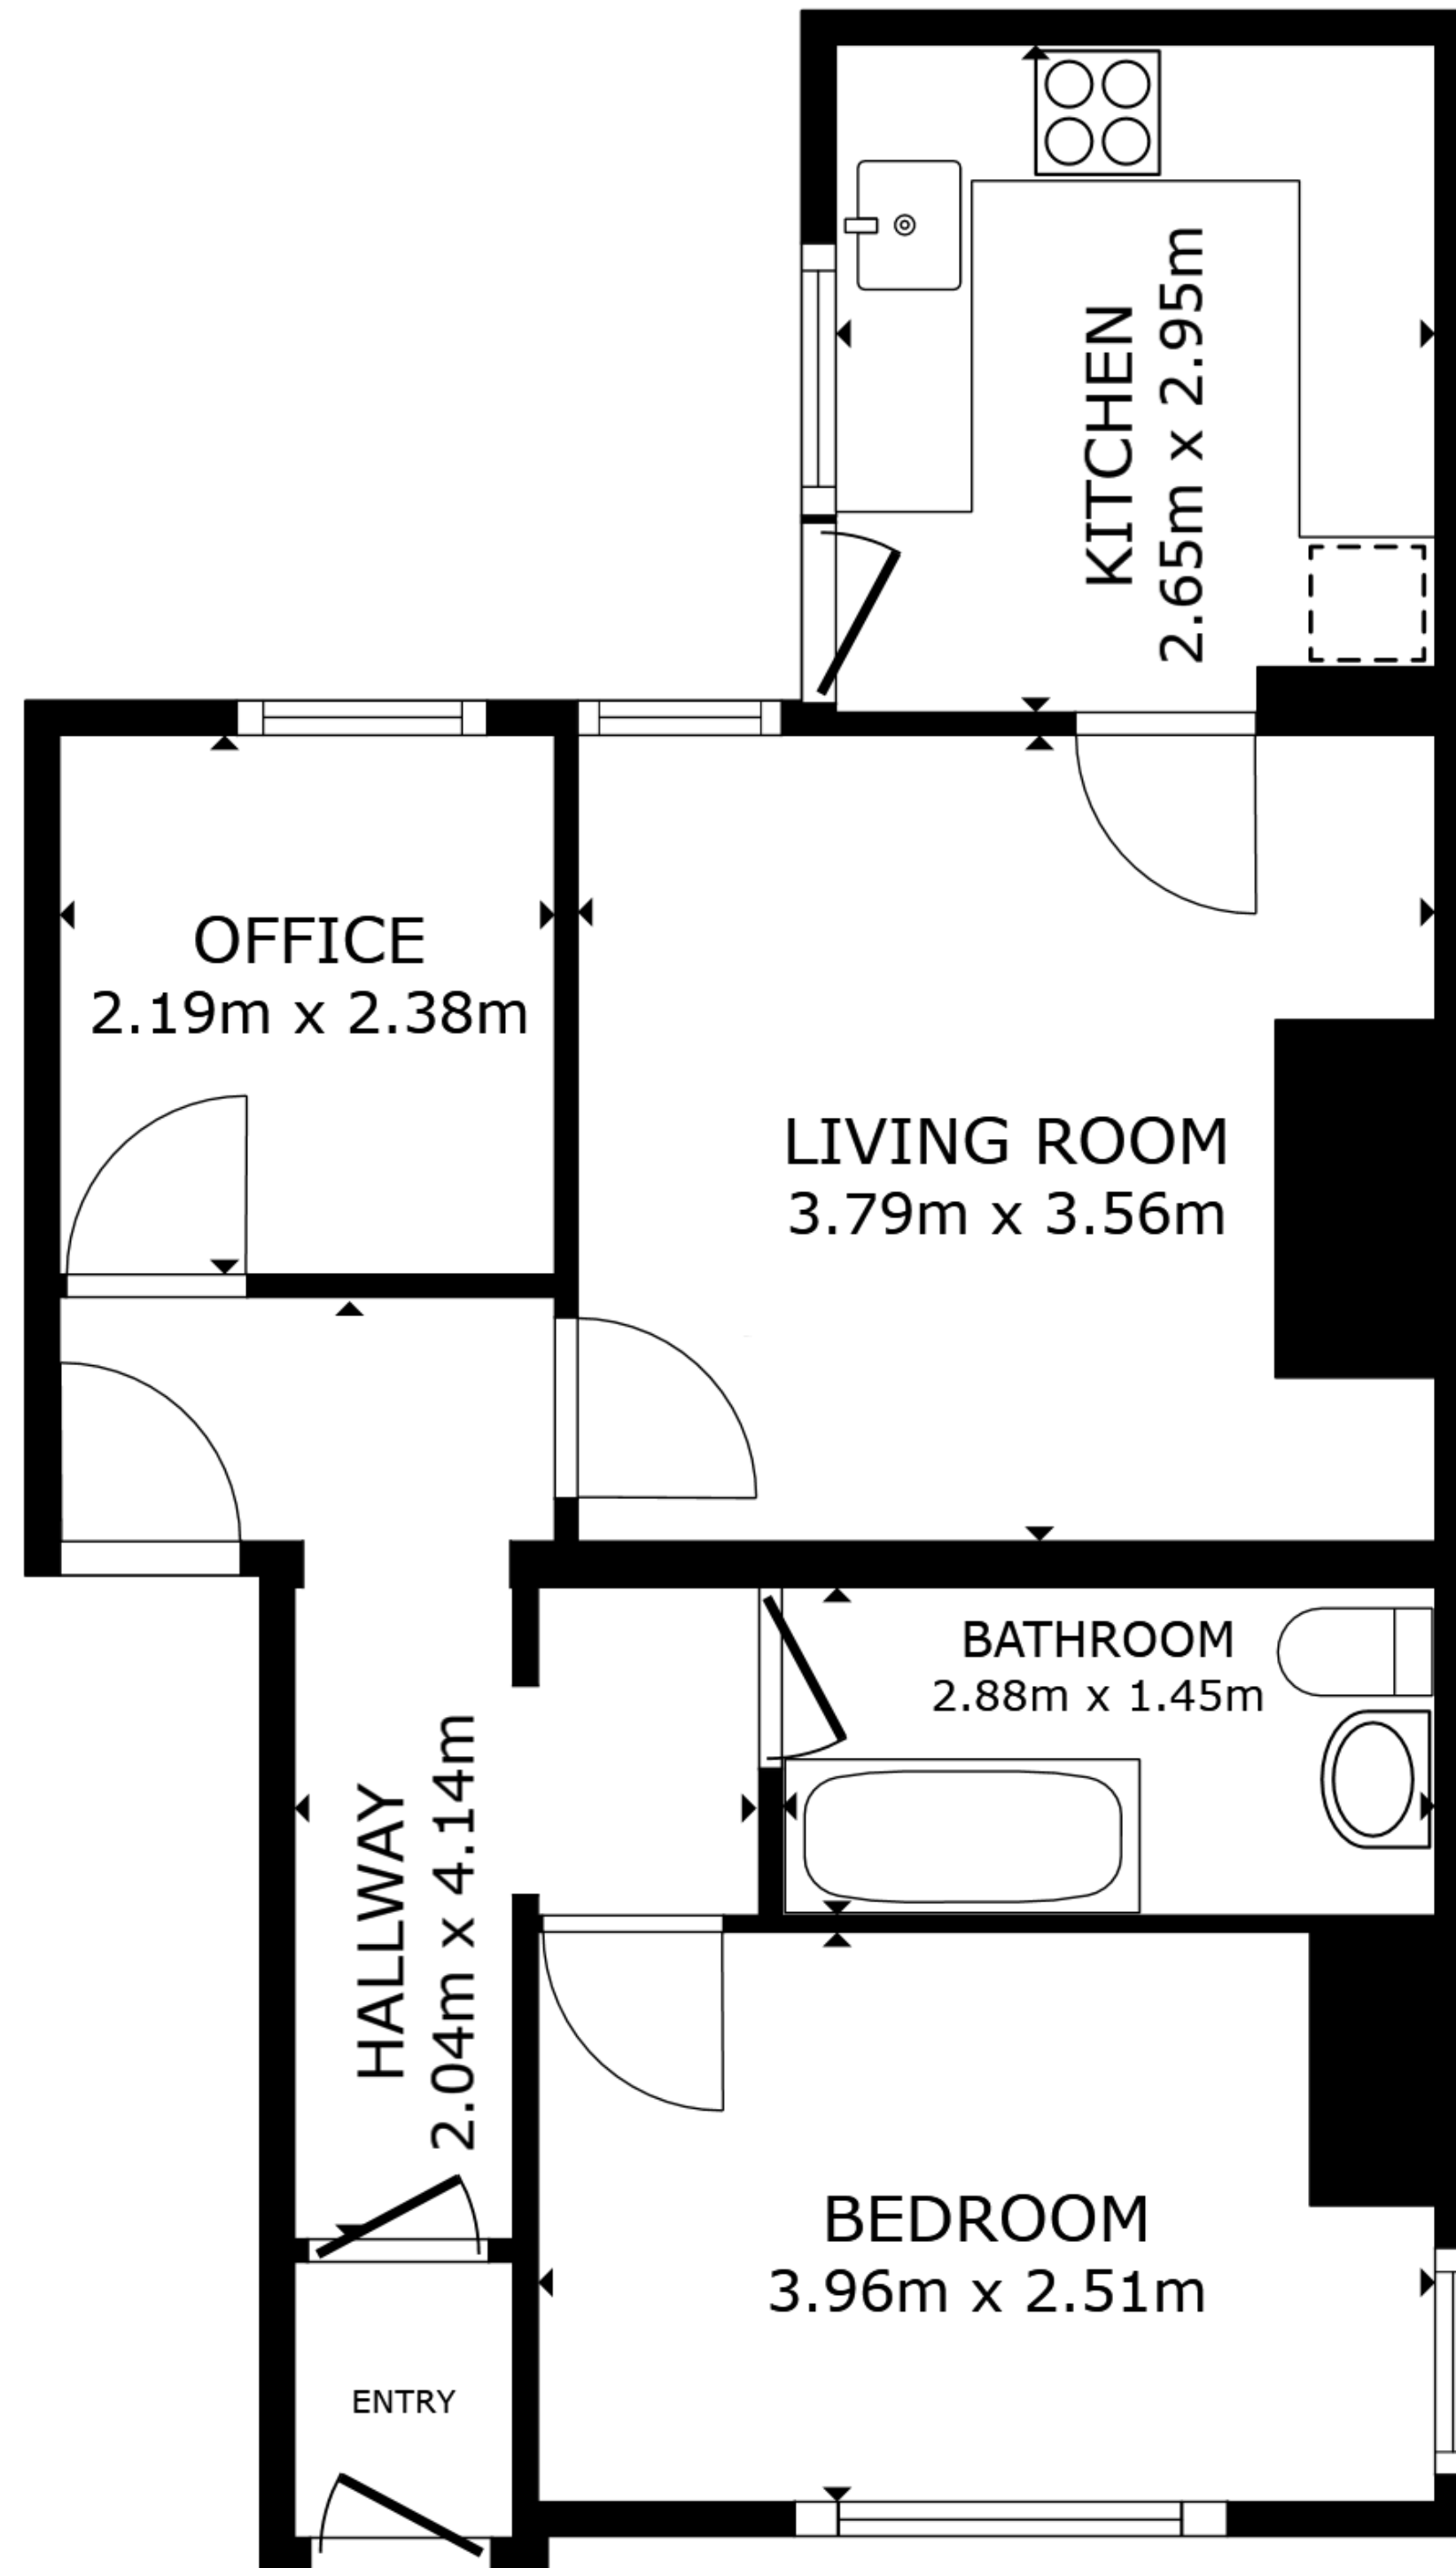 KITCHEN
2.65m x 2.95m
OFFICE
2.19m x 2.38m
LIVING ROOM
3.79m x 3.56m
BATHROOM
2.88m x 1.45m
HALLWAY
2.04m x 4.14m
BEDROOM
3.96m x 2.51m
ENTRY